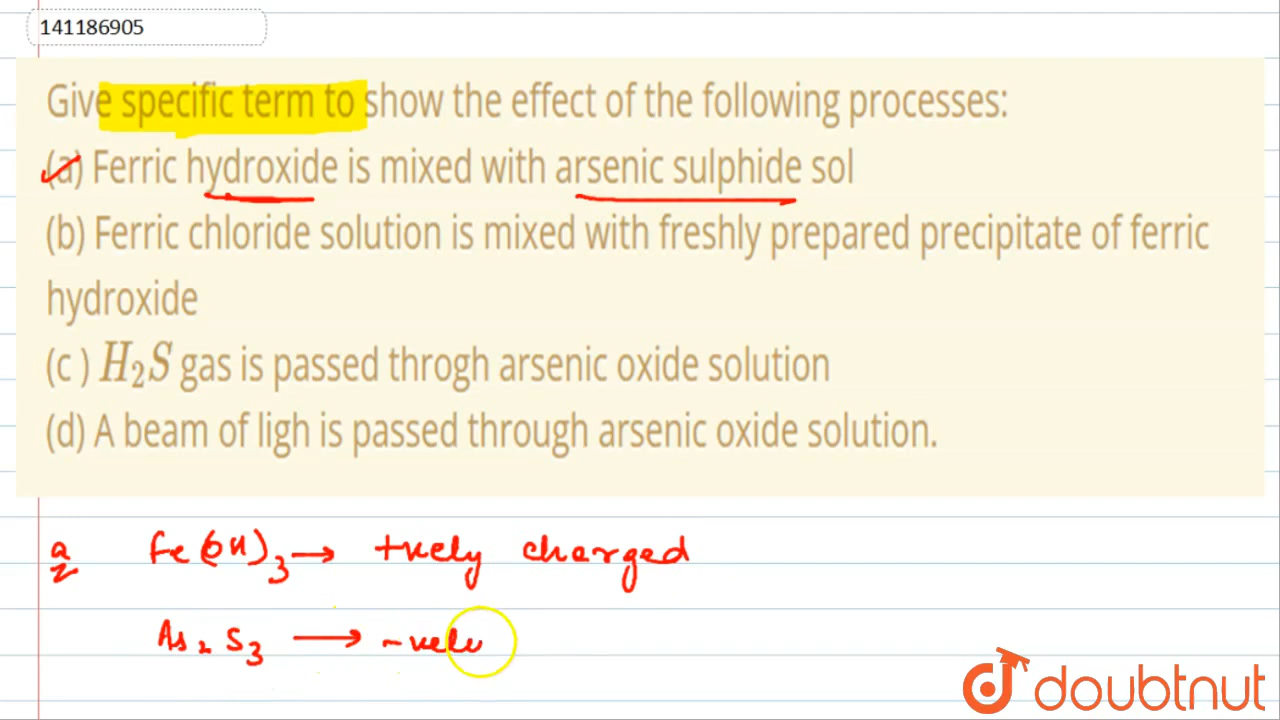 141186905
Give specific term to show the effect of the following processes:
(a) Ferric hydroxide is mixed with arsenic sulphide sol
(b) Ferric chloride solution is mixed with freshly prepared precipitate of ferric
hydroxide
(c ) H₂S gas is passed throgh arsenic oxide solution
(d) A beam of ligh is passed through arsenic oxide solution.
a Fe(OH)₃ → +vely charged
As₂S₃ → -vely
doubtnut